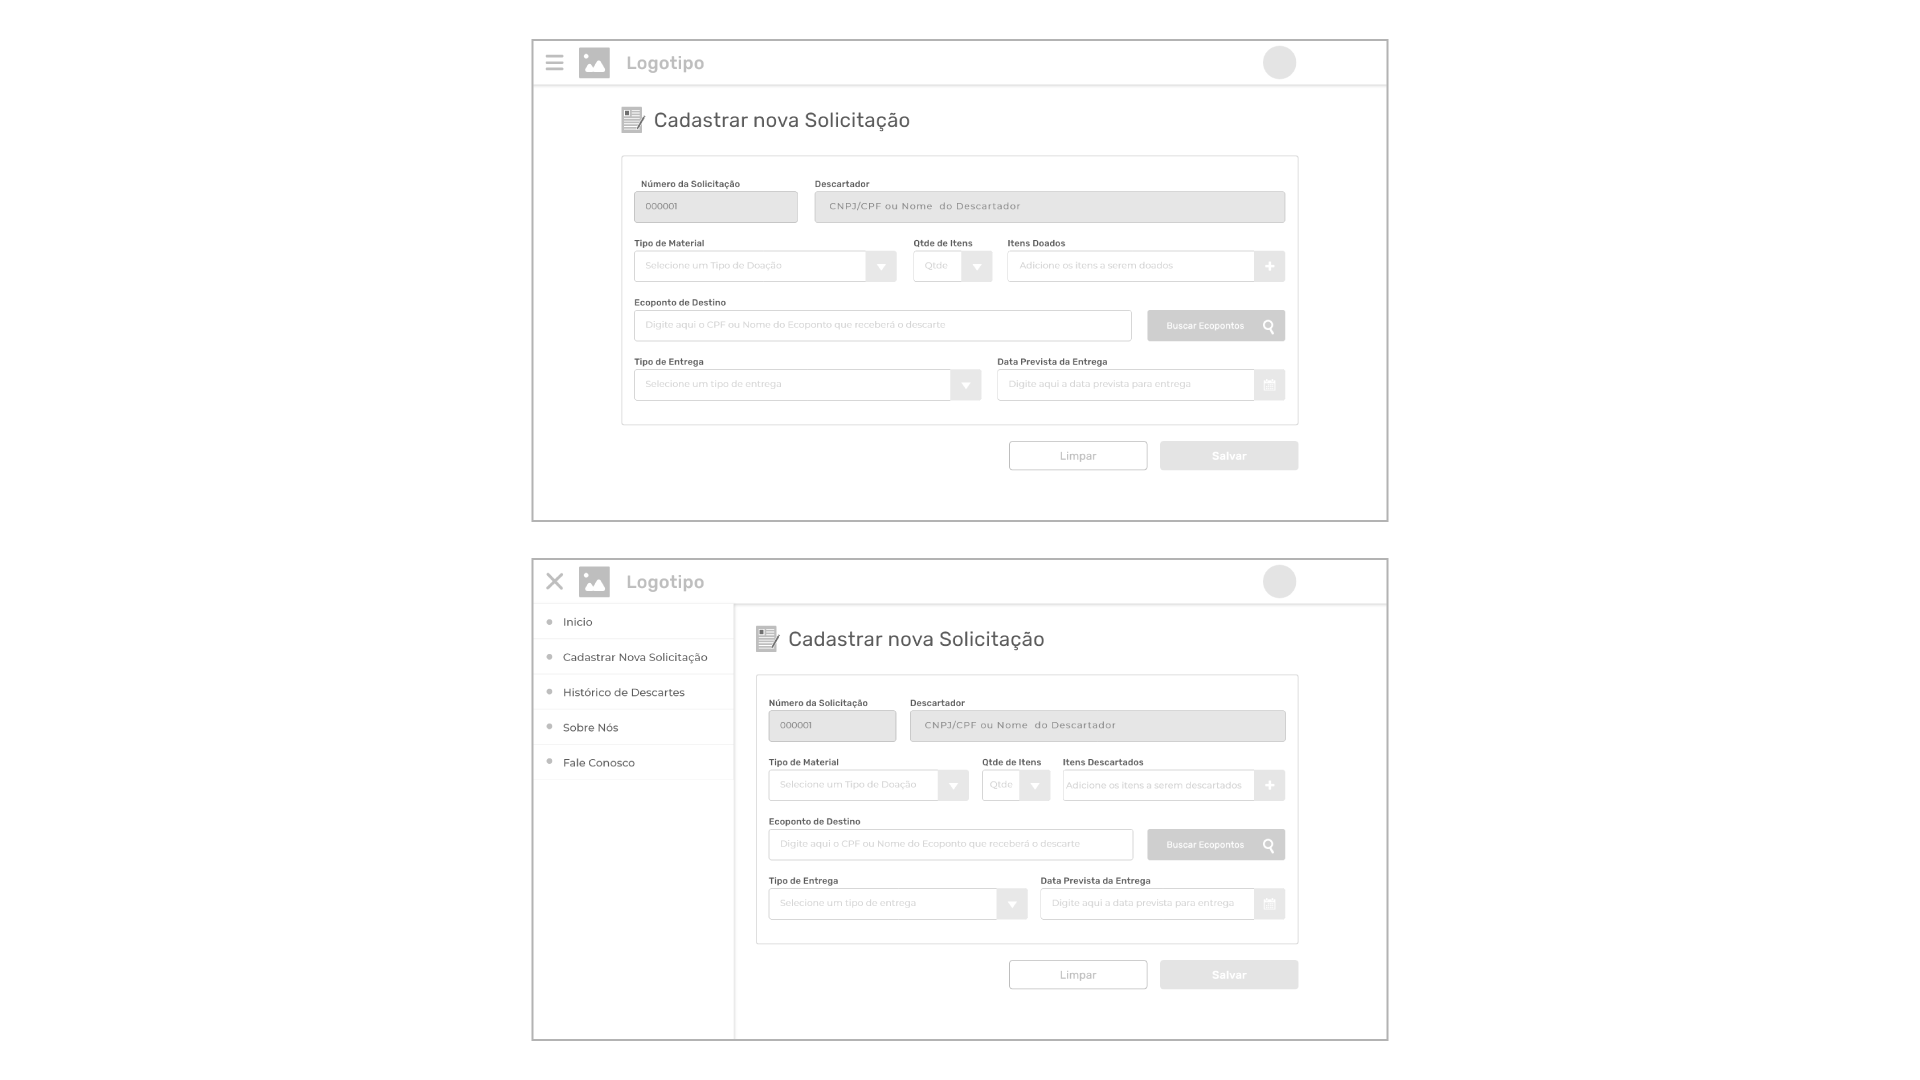 Logotipo
Cadastrar nova Solicitação
Número da Solicitação Descartador
000001 CNPJ/CPF ou Nome do Descartador
Tipo de Material Qtde de Itens Itens Doados
Selecione um Tipo de Doação Qtde Adicione os itens a serem doados
Ecoponto de Destino
Digite aqui o CPF ou Nome do Ecoponto que receberá o descarte Buscar Ecopontos
Tipo de Entrega Data Prevista da Entrega
Selecione um tipo de entrega Digite aqui a data prevista para entrega
Limpar Salvar
Logotipo
Inicio
Cadastrar Nova Solicitação
Histórico de Descartes
Sobre Nós
Fale Conosco
Cadastrar nova Solicitação
Número da Solicitação Descartador
000001 CNPJ/CPF ou Nome do Descartador
Tipo de Material Qtde de Itens Itens Descartados
Selecione um Tipo de Doação Qtde Adicione os itens a serem descartados
Ecoponto de Destino
Digite aqui o CPF ou Nome do Ecoponto que receberá o descarte Buscar Ecopontos
Tipo de Entrega Data Prevista da Entrega
Selecione um tipo de entrega Digite aqui a data prevista para entrega
Limpar Salvar